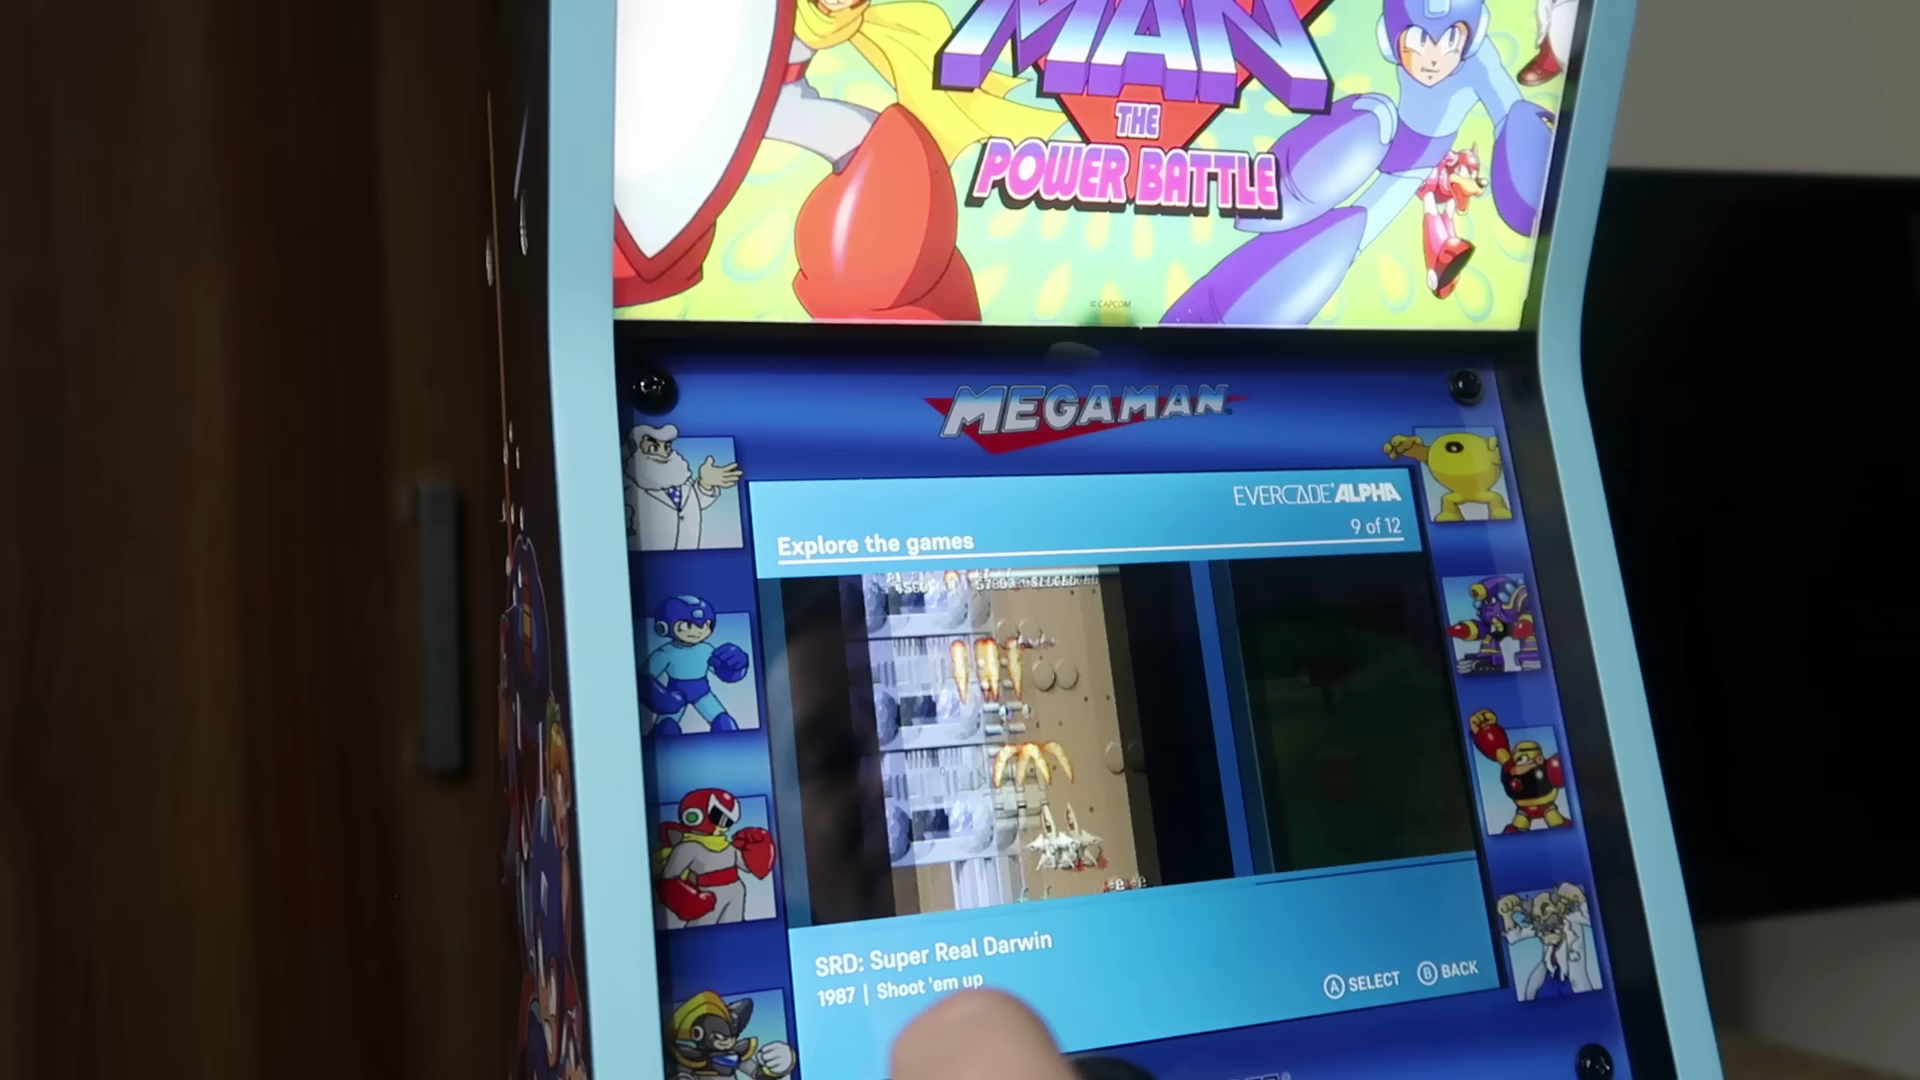 MAN
THE
POWER BATTLE
© CAPCOM
MEGAMAN
EVERCADE ALPHA
Explore the games
9 of 12
SRD: Super Real Darwin
1987 | Shoot 'em up
A SELECT B BACK